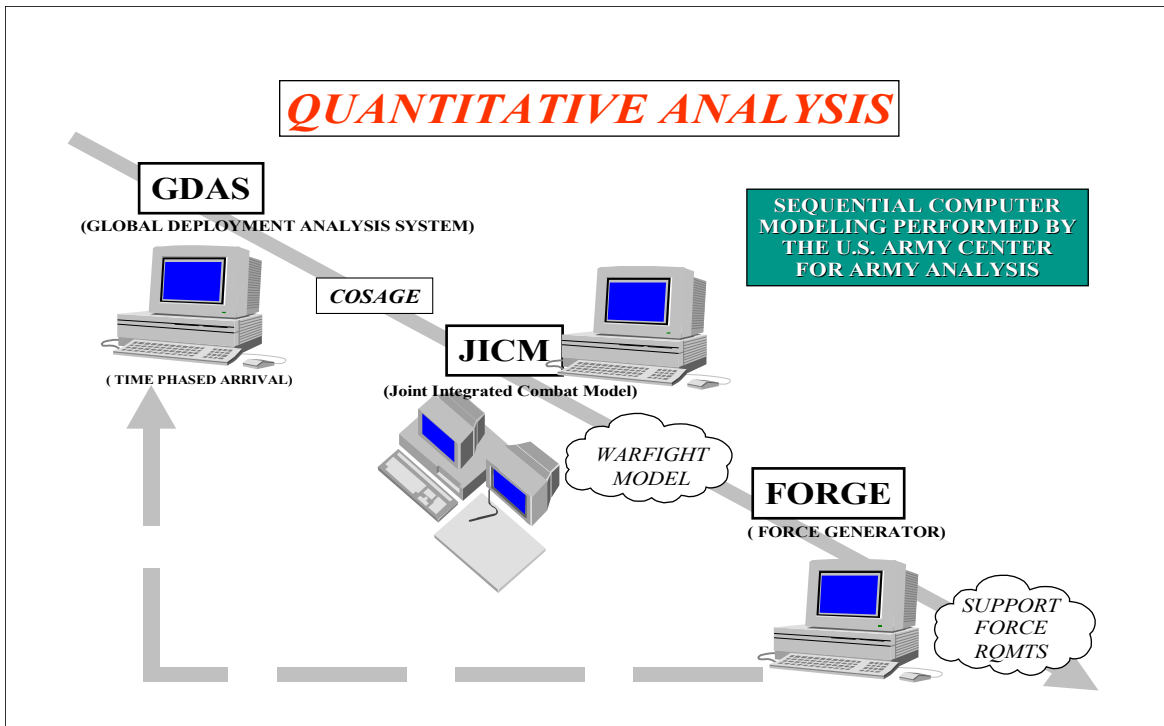 QUANTITATIVE ANALYSIS
GDAS
(GLOBAL DEPLOYMENT ANALYSIS SYSTEM)
SEQUENTIAL COMPUTER
MODELING PERFORMED BY
THE U.S. ARMY CENTER
FOR ARMY ANALYSIS
COSAGE
JICM
( TIME PHASED ARRIVAL)
(Joint Integrated Combat Model)
WARFIGHT
MODEL
FORGE
( FORCE GENERATOR)
SUPPORT
FORCE
RQMTS